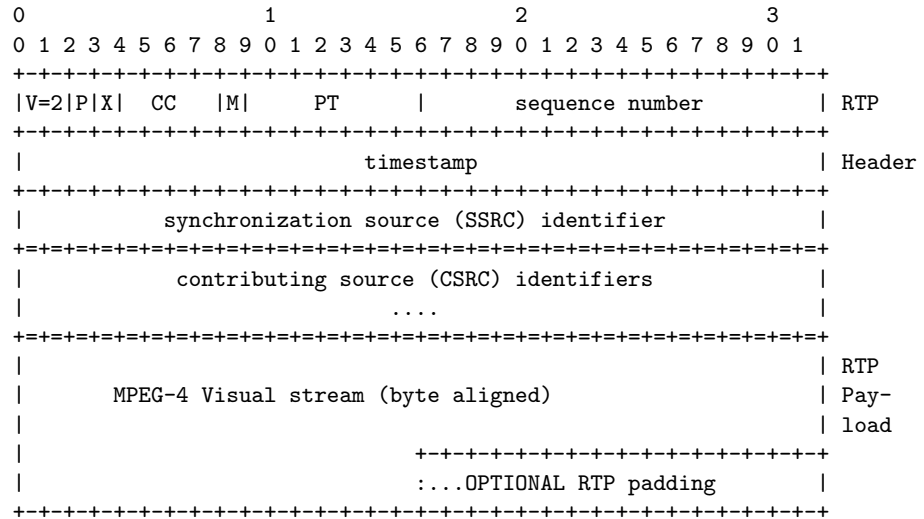 0                   1                   2                   3
0 1 2 3 4 5 6 7 8 9 0 1 2 3 4 5 6 7 8 9 0 1 2 3 4 5 6 7 8 9 0 1
+-+-+-+-+-+-+-+-+-+-+-+-+-+-+-+-+-+-+-+-+-+-+-+-+-+-+-+-+-+-+-+-+
|V=2|P|X|  CC   |M|     PT      |       sequence number         | RTP
+-+-+-+-+-+-+-+-+-+-+-+-+-+-+-+-+-+-+-+-+-+-+-+-+-+-+-+-+-+-+-+-+
|                           timestamp                           | Header
+-+-+-+-+-+-+-+-+-+-+-+-+-+-+-+-+-+-+-+-+-+-+-+-+-+-+-+-+-+-+-+-+
|           synchronization source (SSRC) identifier            |
+=+=+=+=+=+=+=+=+=+=+=+=+=+=+=+=+=+=+=+=+=+=+=+=+=+=+=+=+=+=+=+=+
|            contributing source (CSRC) identifiers             |
|                             ....                              |
+=+=+=+=+=+=+=+=+=+=+=+=+=+=+=+=+=+=+=+=+=+=+=+=+=+=+=+=+=+=+=+=+
|                                                               | RTP
|       MPEG-4 Visual stream (byte aligned)                     | Pay-
|                                                               | load
|                               +-+-+-+-+-+-+-+-+-+-+-+-+-+-+-+-+
|                               :...OPTIONAL RTP padding        |
+-+-+-+-+-+-+-+-+-+-+-+-+-+-+-+-+-+-+-+-+-+-+-+-+-+-+-+-+-+-+-+-+